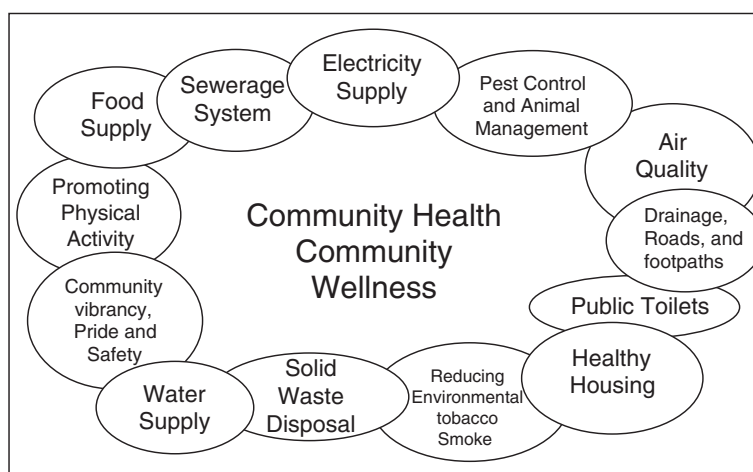 Electricity
Supply
Sewerage
System
Food
Supply
Pest Control
and Animal
Management
Air
Quality
Promoting
Physical
Activity
Drainage,
Roads, and
footpaths
Community Health
Community
Wellness
Community
vibrancy,
Pride and
Safety
Public Toilets
Healthy
Housing
Water
Supply
Solid
Waste
Disposal
Reducing
Environmental
tobacco
Smoke